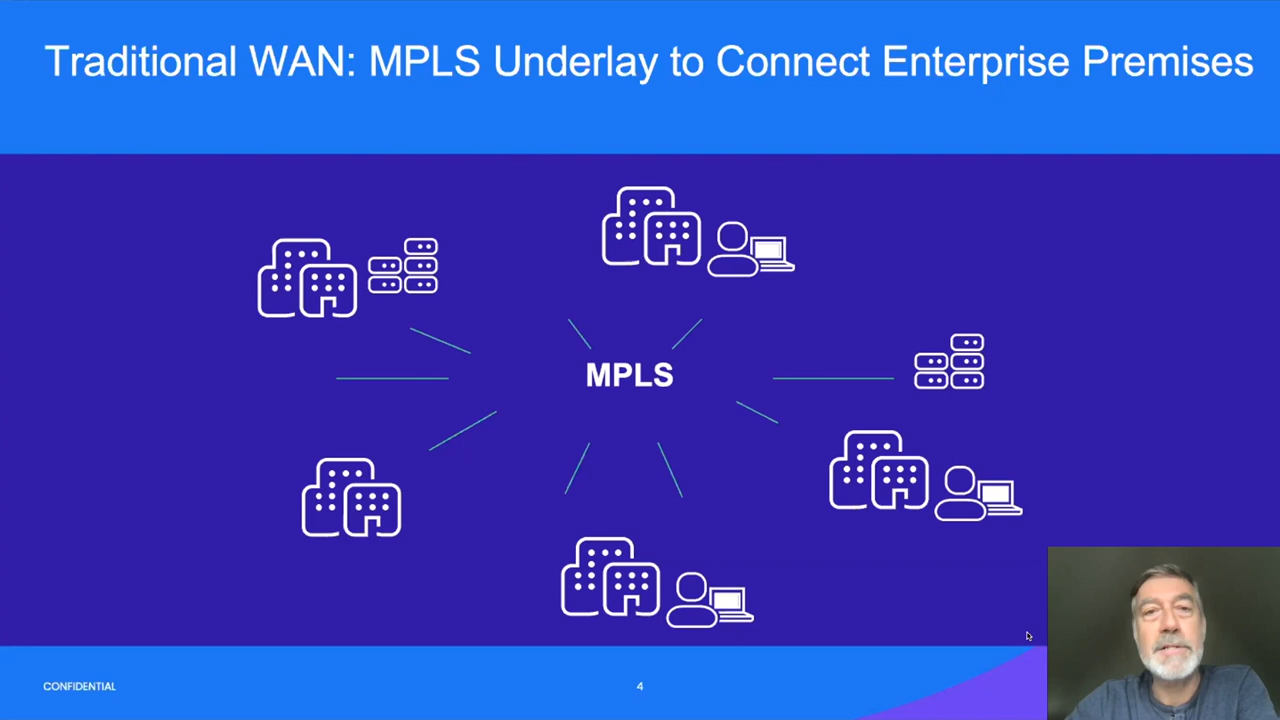 Traditional WAN: MPLS Underlay to Connect Enterprise Premises
MPLS
CONFIDENTIAL
4